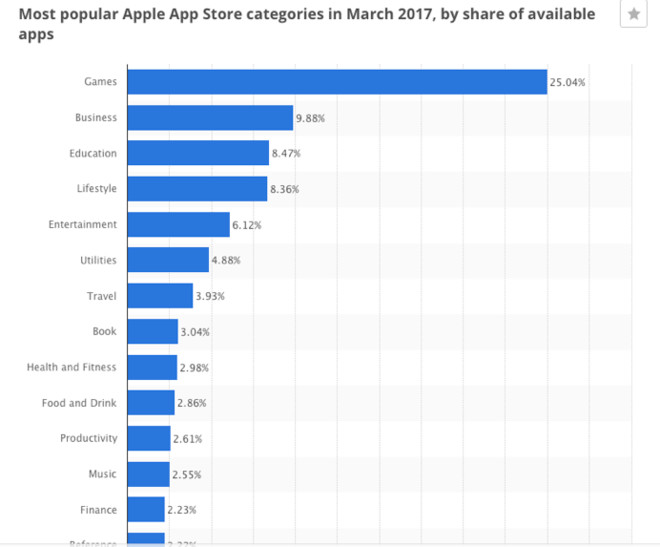 Most popular Apple App Store categories in March 2017, by share of available
apps
Games 25.04%
Business 9.88%
Education 8.47%
Lifestyle 8.36%
Entertainment 6.12%
Utilities 4.88%
Travel 3.93%
Book 3.04%
Health and Fitness 2.98%
Food and Drink 2.86%
Productivity 2.61%
Music 2.55%
Finance 2.23%
Reference